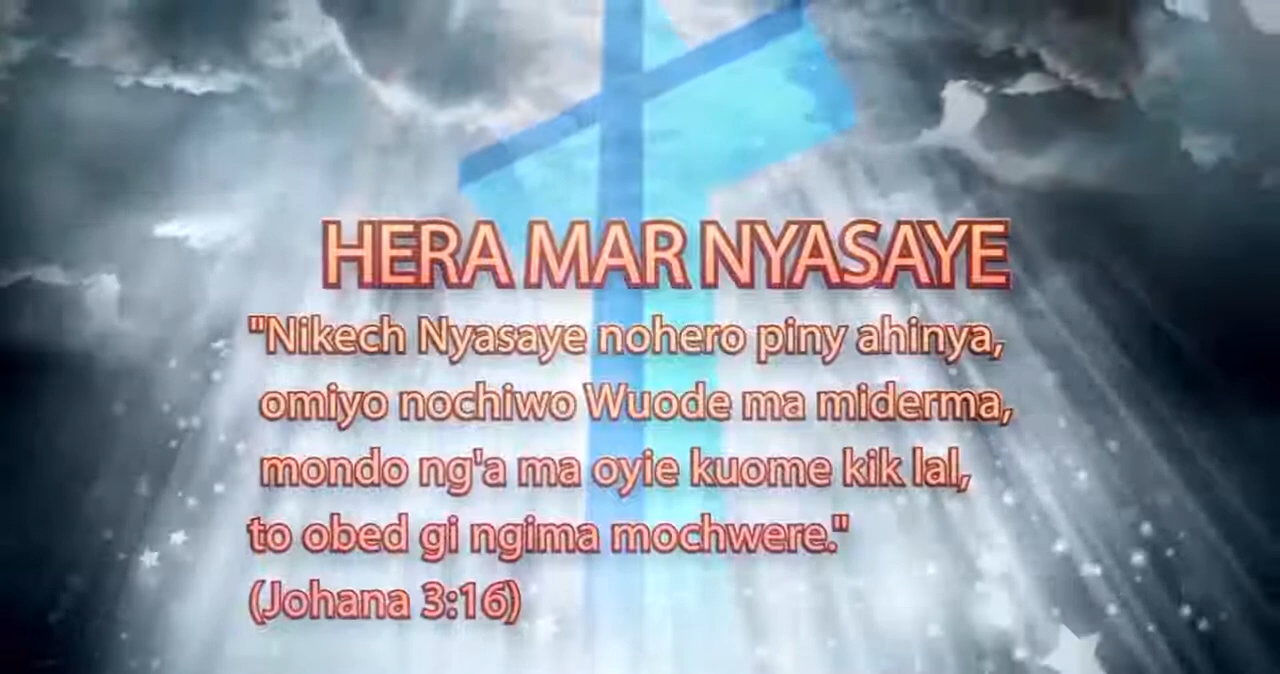 HERA MAR NYASAYE
"Nikech Nyasaye nohero piny ahinya,
omiyo nochiwo Wuode ma miderma,
mondo ng'a ma oyie kuome kik lal,
to obed gi ngima mochwere."
(Johana 3:16)